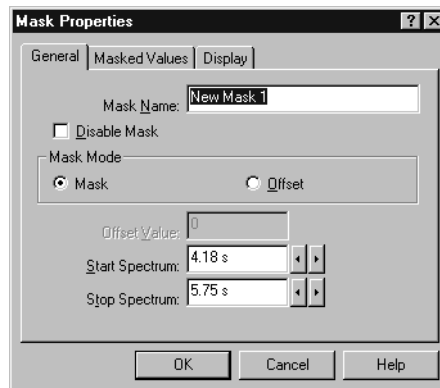 Mask Properties
General Masked Values Display
Mask Name: New Mask 1
Disable Mask
Mask Mode
Mask Offset
Offset Value: 0
Start Spectrum: 4.18 s
Stop Spectrum: 5.75 s
OK Cancel Help